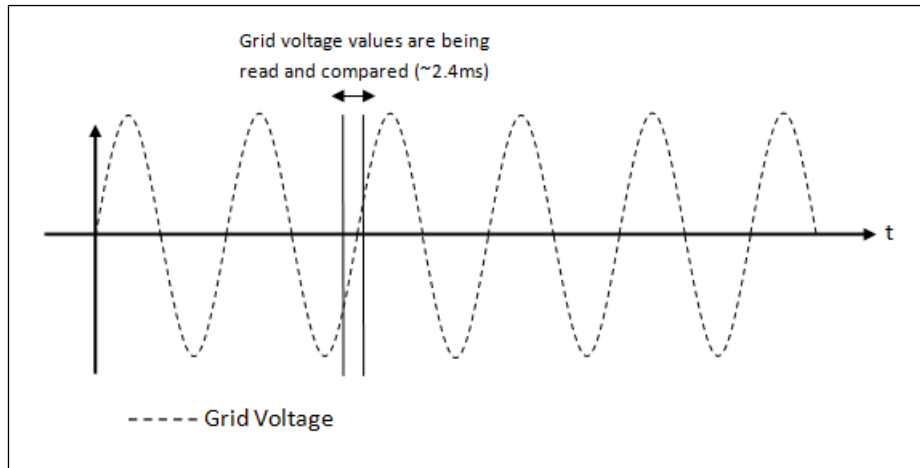 Grid voltage values are being
read and compared (~2.4ms)
t
Grid Voltage